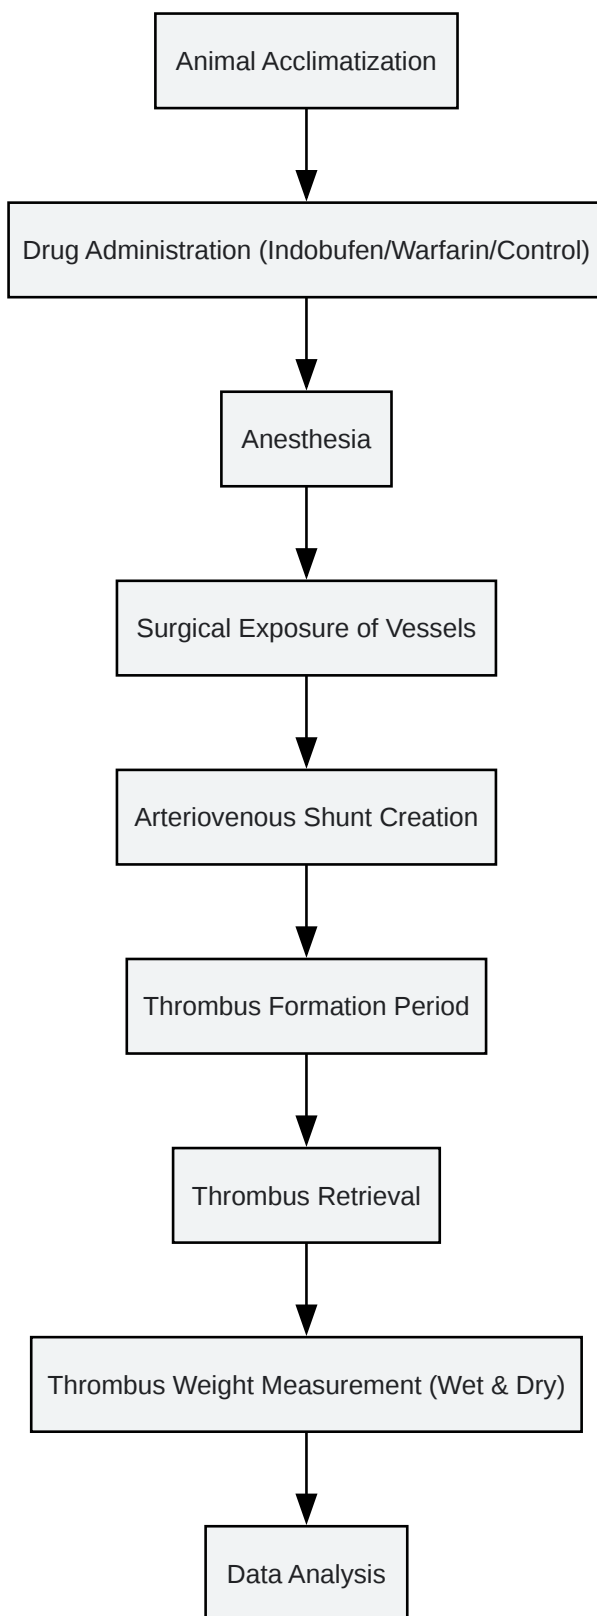 Animal Acclimatization
Drug Administration (Indobufen/Warfarin/Control)
Anesthesia
Surgical Exposure of Vessels
Arteriovenous Shunt Creation
Thrombus Formation Period
Thrombus Retrieval
Thrombus Weight Measurement (Wet & Dry)
Data Analysis